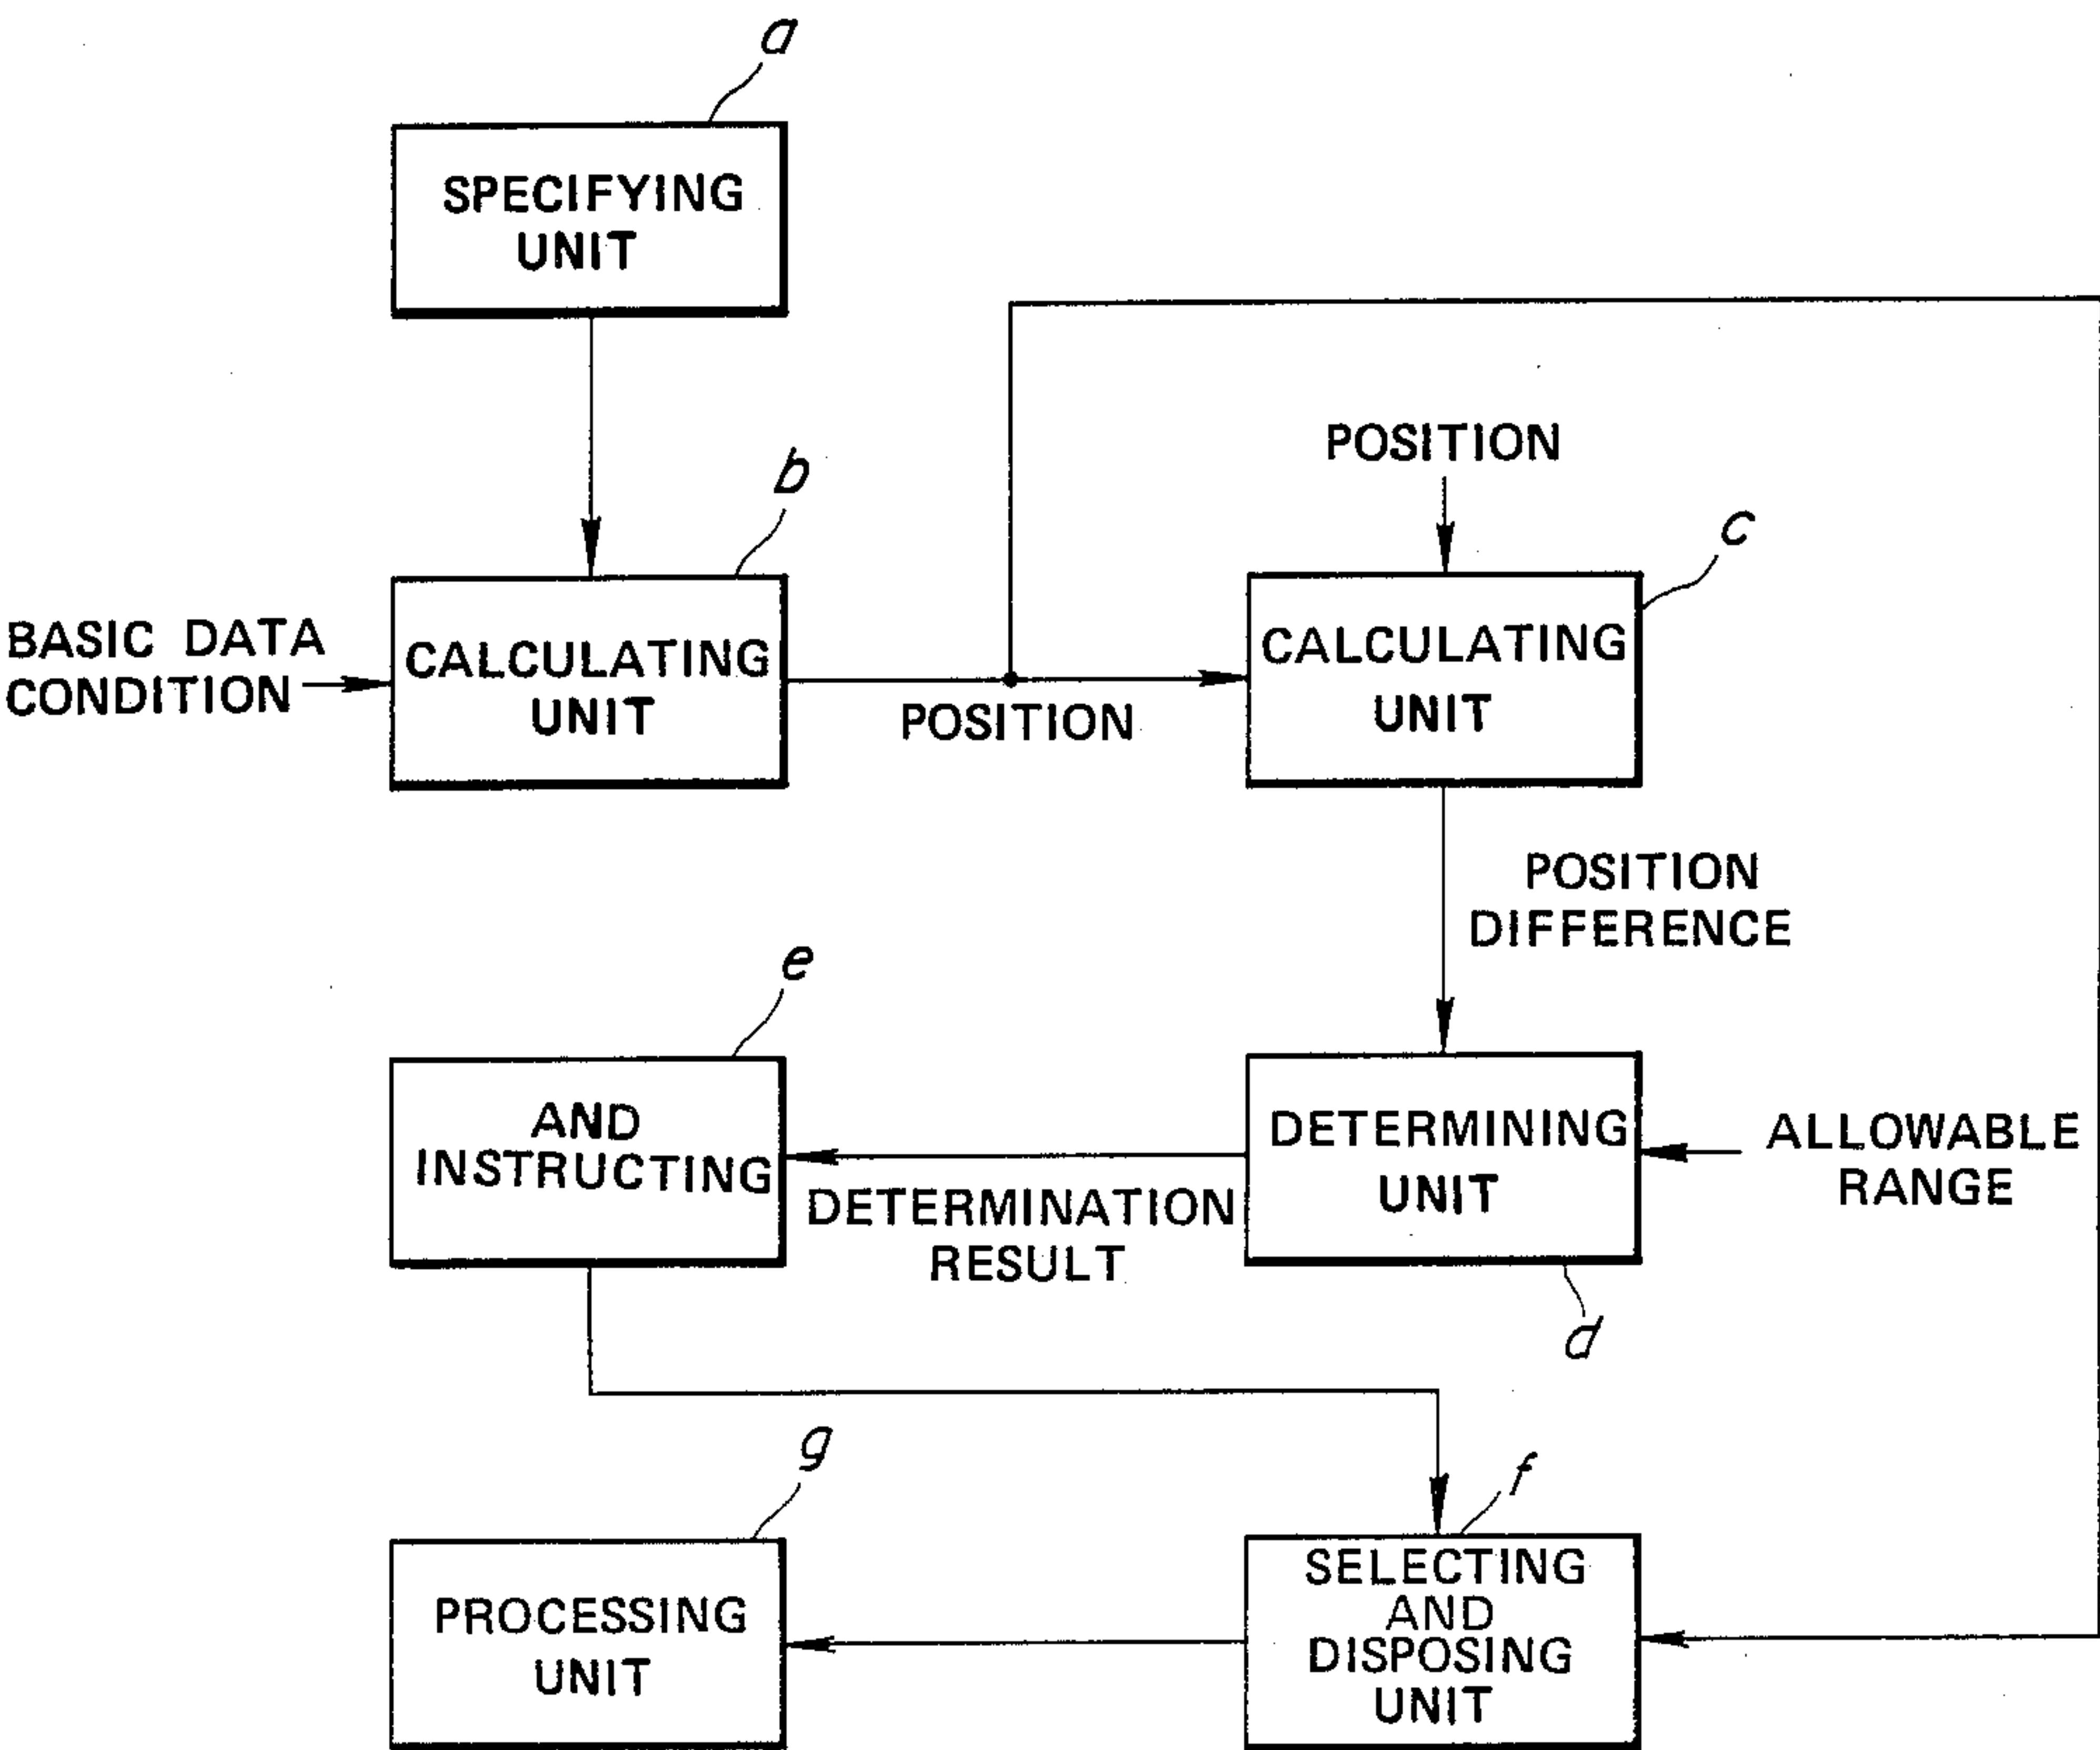 a
SPECIFYING
UNIT
POSITION
b
c
BASIC DATA
CONDITION
CALCULATING
UNIT
POSITION
CALCULATING
UNIT
POSITION
DIFFERENCE
e
AND
INSTRUCTING
DETERMINATION
RESULT
DETERMINING
UNIT
ALLOWABLE
RANGE
d
g
f
PROCESSING
UNIT
SELECTING
AND
DISPOSING
UNIT